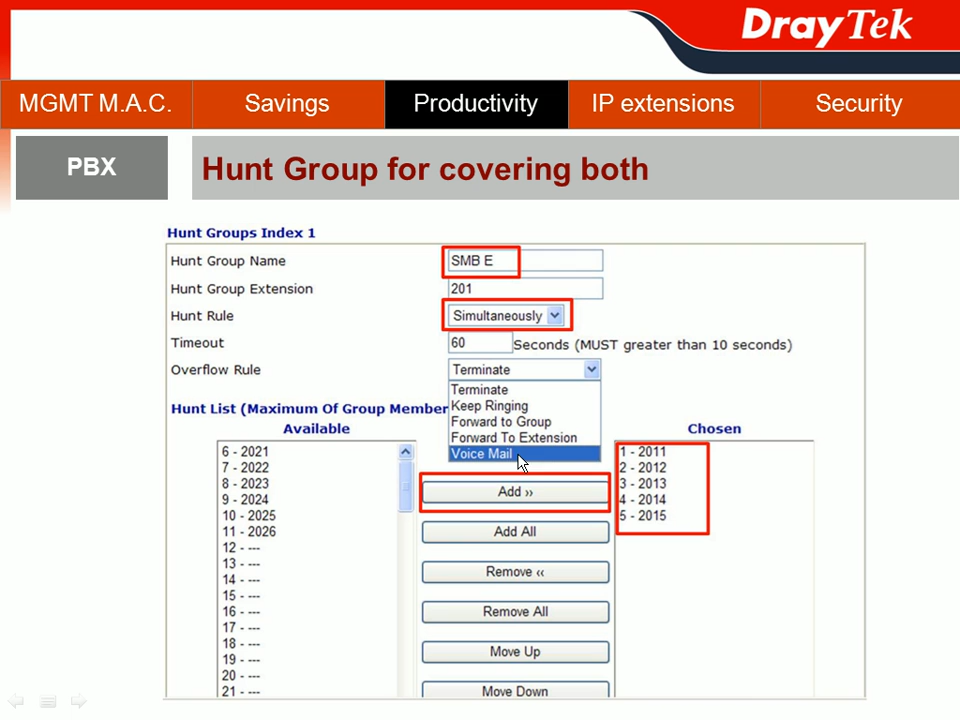 DrayTek
MGMT M.A.C. Savings Productivity IP extensions Security
PBX
Hunt Group for covering both
Hunt Groups Index 1
Hunt Group Name SMB E
Hunt Group Extension 201
Hunt Rule Simultaneously
Timeout 60 Seconds (MUST greater than 10 seconds)
Overflow Rule Terminate
Terminate
Keep Ringing
Forward to Group
Forward To Extension
Voice Mail
Hunt List (Maximum Of Group Member
Available
Chosen
6 - 2021
7 - 2022
8 - 2023
9 - 2024
10 - 2025
11 - 2026
12 - ---
13 - ---
14 - ---
15 - ---
16 - ---
17 - ---
18 - ---
19 - ---
20 - ---
21 - ---
Add ››
Add All
Remove ‹‹
Remove All
Move Up
Move Down
1 - 2011
2 - 2012
3 - 2013
4 - 2014
5 - 2015